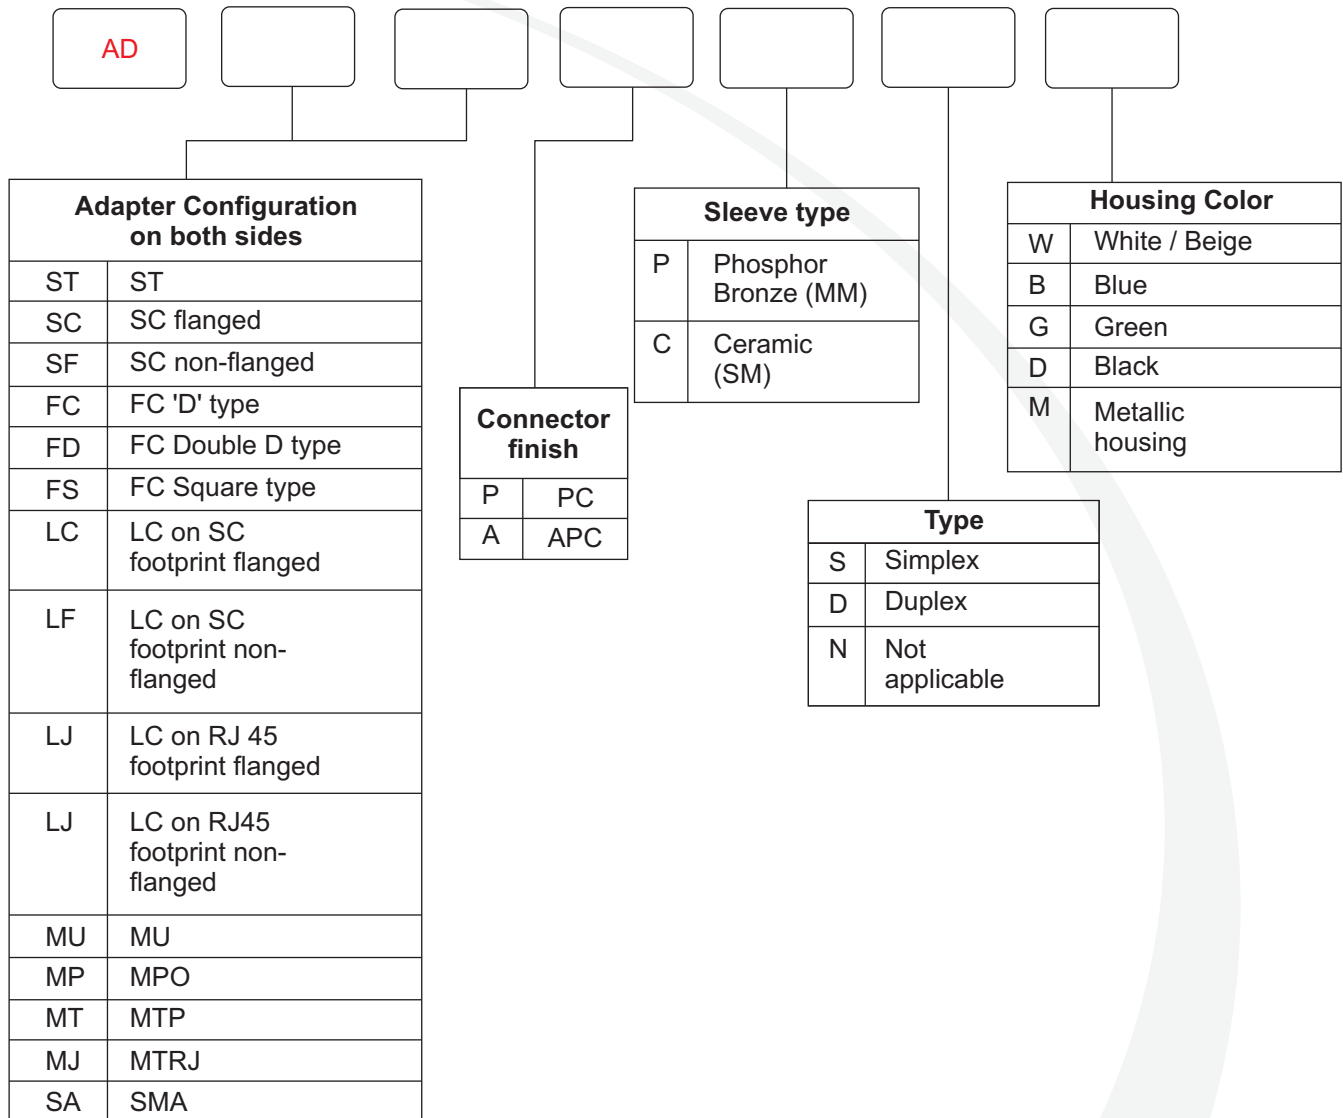 AD
Adapter Configuration
on both sides
ST ST
SC SC flanged
SF SC non-flanged
FC FC 'D' type
FD FC Double D type
FS FC Square type
LC LC on SC
footprint flanged
LF LC on SC
footprint non-
flanged
LJ LC on RJ 45
footprint flanged
LJ LC on RJ45
footprint non-
flanged
MU MU
MP MPO
MT MTP
MJ MTRJ
SA SMA
Connector
finish
P PC
A APC
Sleeve type
P Phosphor
Bronze (MM)
C Ceramic
(SM)
Type
S Simplex
D Duplex
N Not
applicable
Housing Color
W White / Beige
B Blue
G Green
D Black
M Metallic
housing